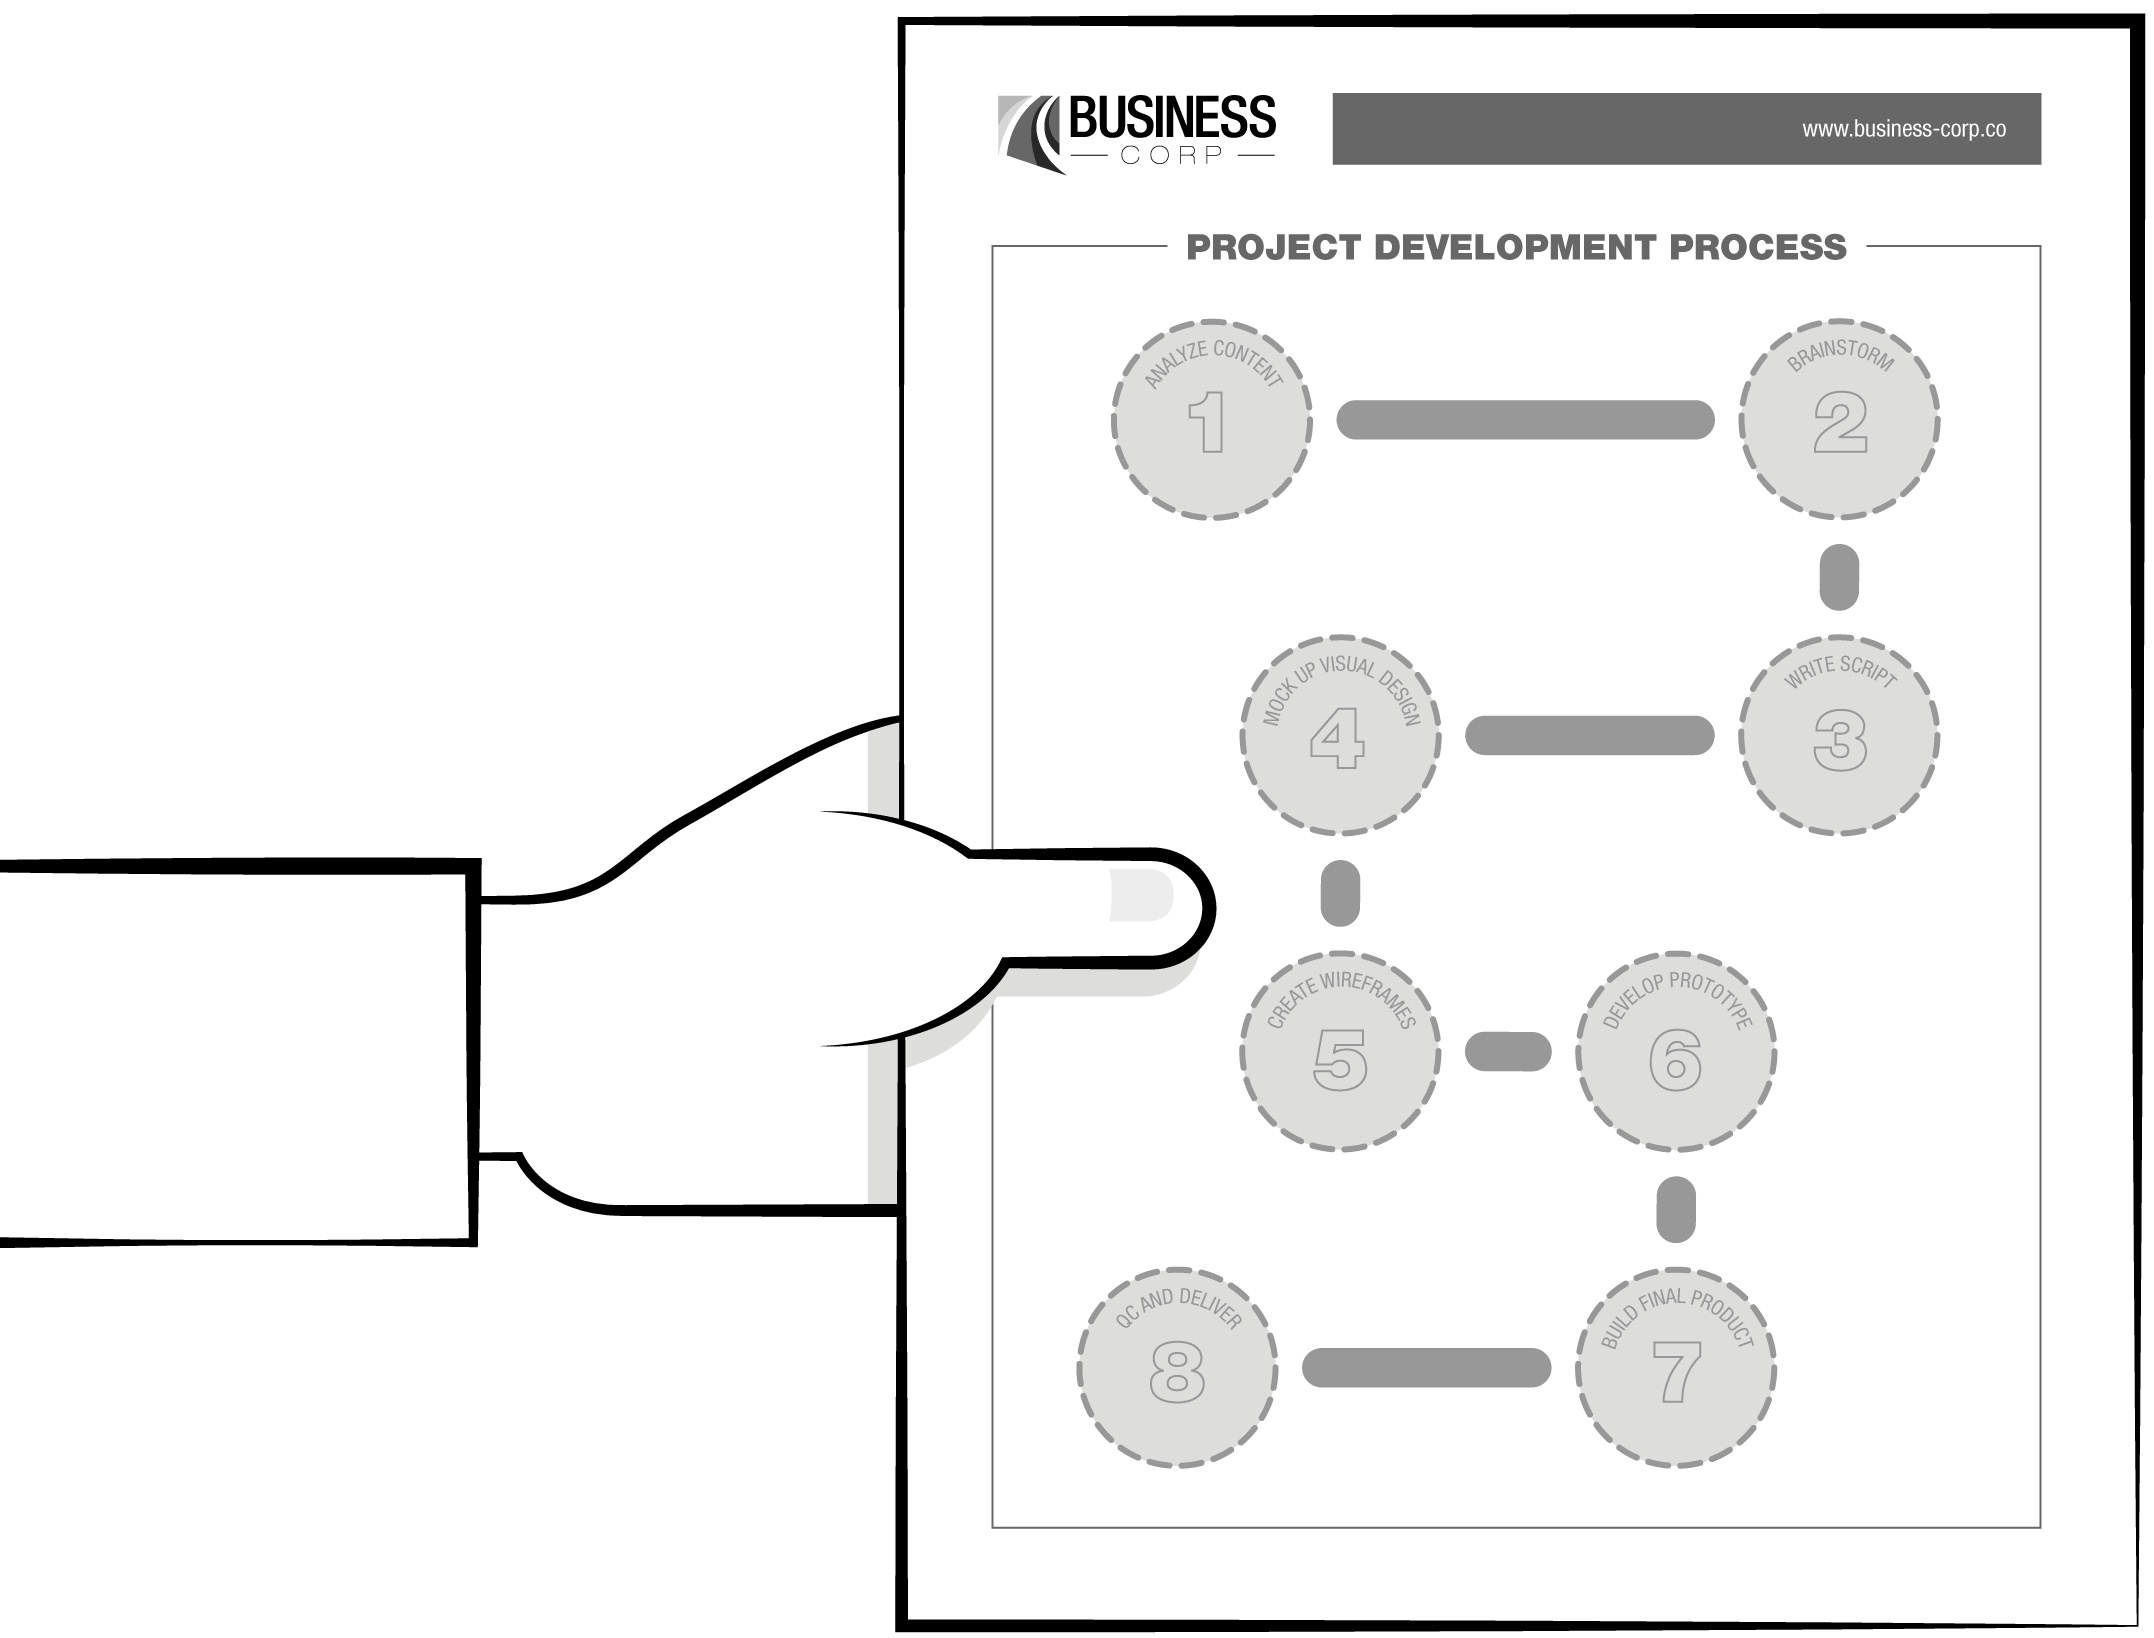 BUSINESS
CORP
www.business-corp.co
PROJECT DEVELOPMENT PROCESS
ANALYZE CONTENT
1
BRAINSTORM
2
WRITE SCRIPT
3
MOCK UP VISUAL DESIGN
4
CREATE WIREFRAMES
5
DEVELOP PROTOTYPE
6
BUILD FINAL PRODUCT
7
QC AND DELIVER
8